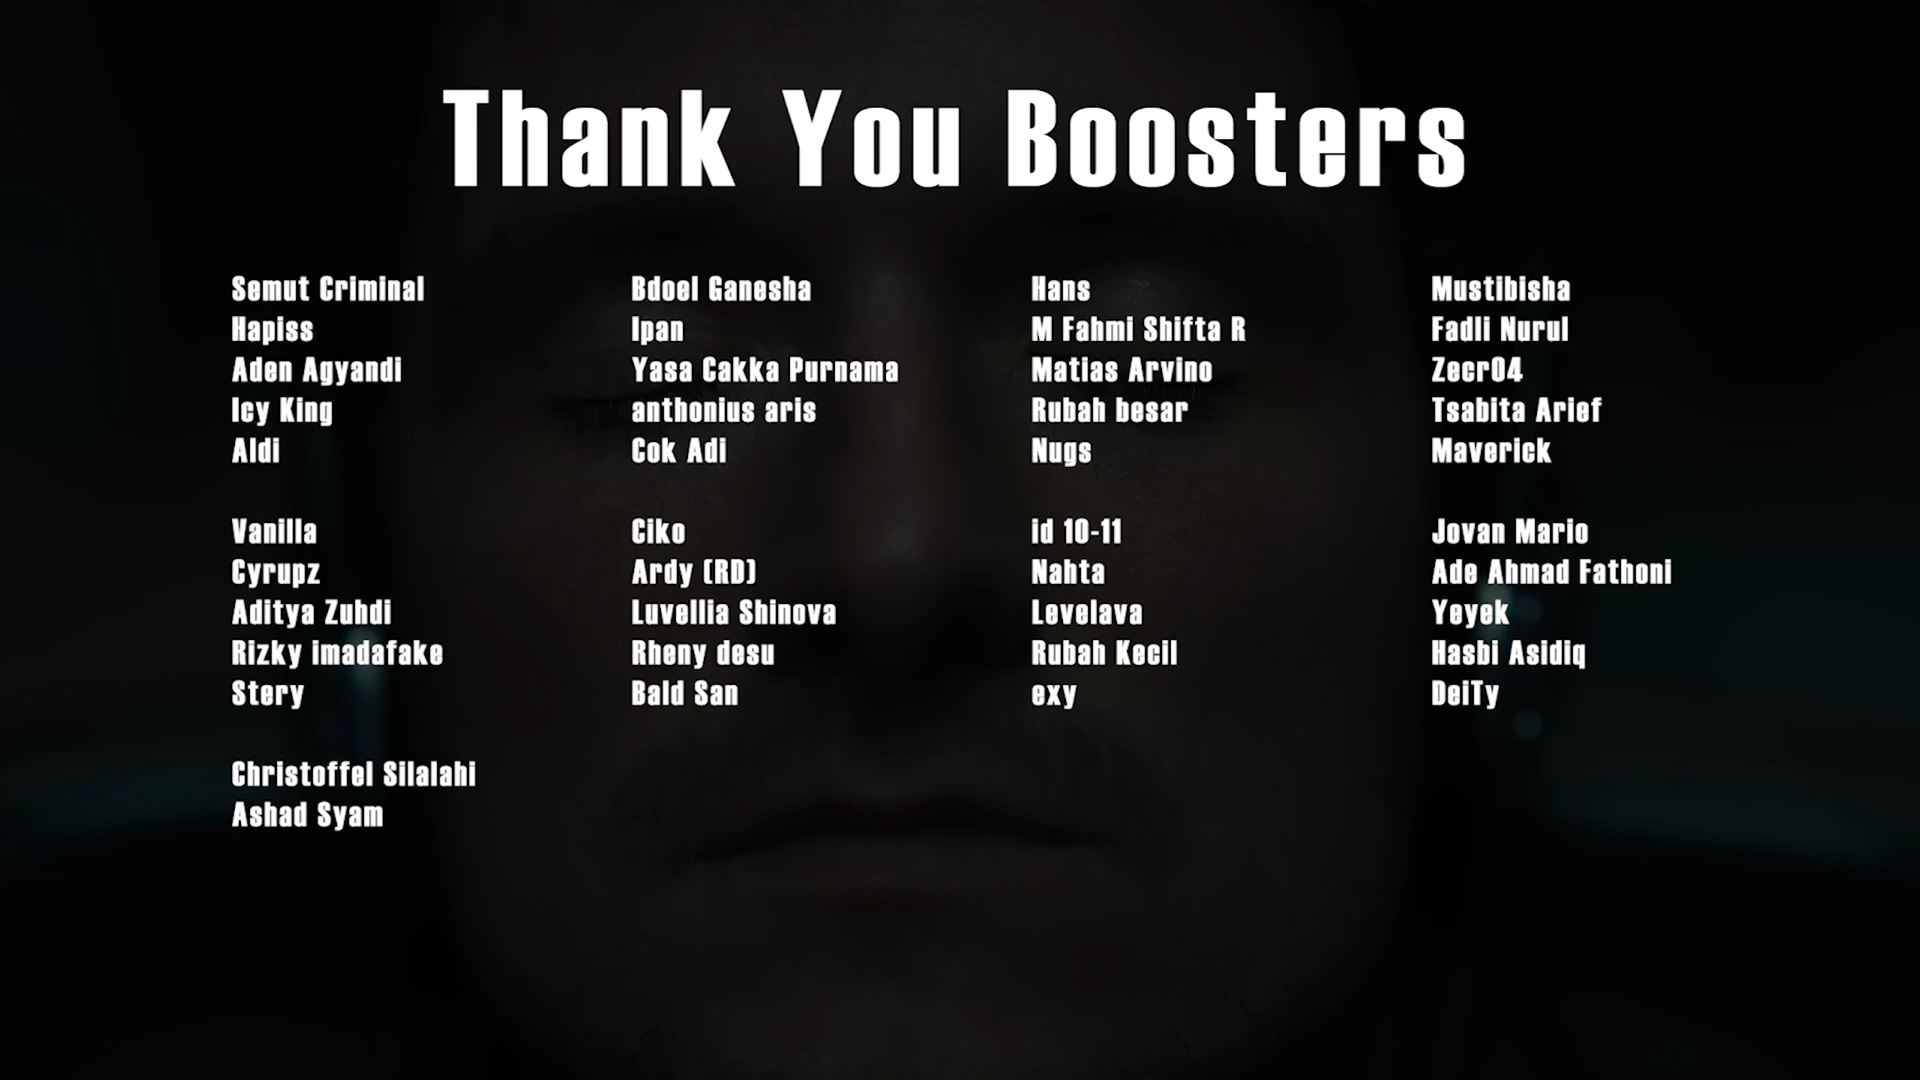 Thank You Boosters
Semut Criminal
Hapiss
Aden Agyandi
Icy King
Aldi
Bdoel Ganesha
Ipan
Yasa Cakka Purnama
anthonius aris
Cok Adi
Hans
M Fahmi Shifta R
Matias Arvino
Rubah besar
Nugs
Mustibisha
Fadli Nurul
Zecr04
Tsabita Arief
Maverick
Vanilla
Cyrupz
Aditya Zuhdi
Rizky imadafake
Stery
Ciko
Ardy (RD)
Luvellia Shinova
Rheny desu
Bald San
id 10-11
Nahta
Levelava
Rubah Kecil
exy
Jovan Mario
Ade Ahmad Fathoni
Yeyek
Hasbi Asidiq
DeiTy
Christoffel Silalahi
Ashad Syam